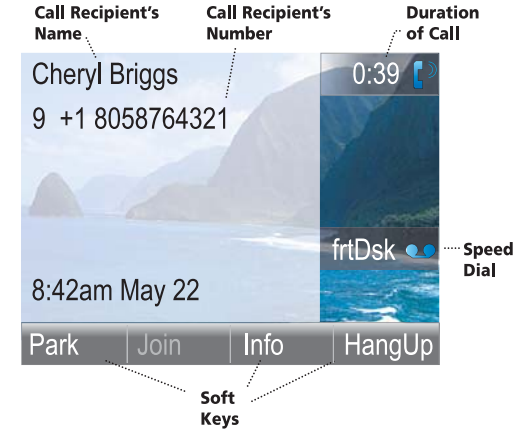 Call Recipient's
Name
Call Recipient's
Number
Duration
of Call
Cheryl Briggs
0:39
9 +1 8058764321
frtDsk
Speed
Dial
8:42am May 22
Park
Join
Info
HangUp
Soft
Keys